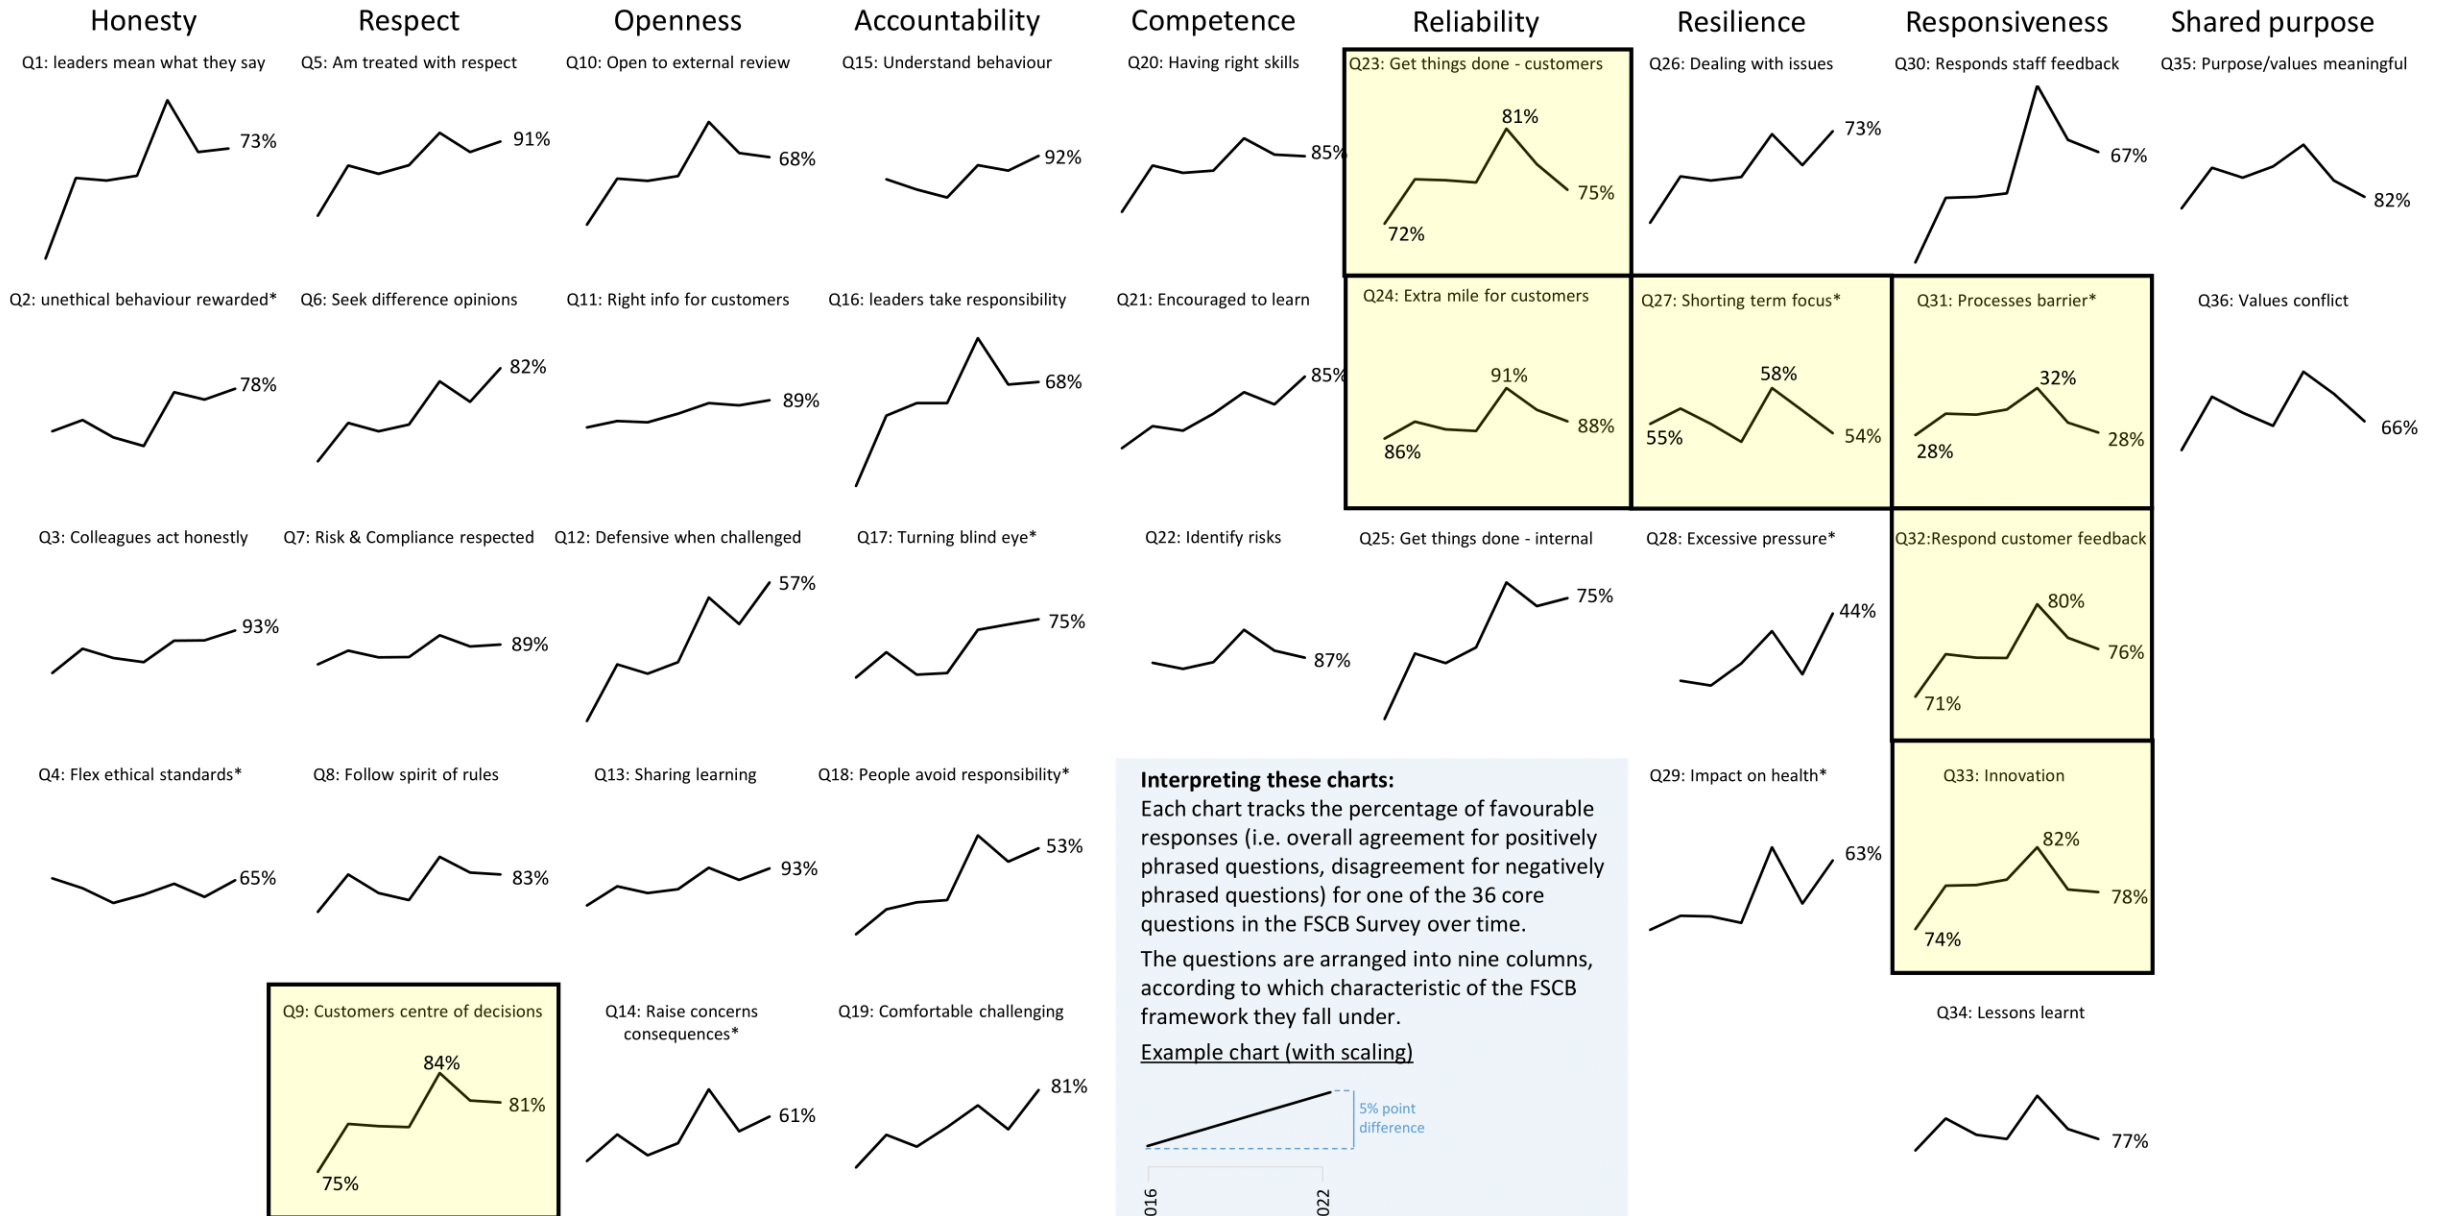 Honesty
Respect
Openness
Accountability
Competence
Reliability
Resilience
Responsiveness
Shared purpose
Q1: leaders mean what they say
Q5: Am treated with respect
Q10: Open to external review
Q15: Understand behaviour
Q20: Having right skills
Q23: Get things done - customers
Q26: Dealing with issues
Q30: Responds staff feedback
Q35: Purpose/values meaningful
73%
91%
68%
92%
85%
81%
75%
72%
73%
67%
82%
Q2: unethical behaviour rewarded*
Q6: Seek difference opinions
Q11: Right info for customers
Q16: leaders take responsibility
Q21: Encouraged to learn
Q24: Extra mile for customers
Q27: Shorting term focus*
Q31: Processes barrier*
Q36: Values conflict
78%
82%
89%
68%
85%
91%
88%
86%
58%
55%
54%
32%
28%
28%
66%
Q3: Colleagues act honestly
Q7: Risk & Compliance respected
Q12: Defensive when challenged
Q17: Turning blind eye*
Q22: Identify risks
Q25: Get things done - internal
Q28: Excessive pressure*
Q32:Respond customer feedback
93%
89%
57%
75%
87%
75%
44%
80%
76%
71%
Q4: Flex ethical standards*
Q8: Follow spirit of rules
Q13: Sharing learning
Q18: People avoid responsibility*
Q29: Impact on health*
Q33: Innovation
65%
83%
93%
53%
63%
82%
78%
74%
Interpreting these charts:
Each chart tracks the percentage of favourable
responses (i.e. overall agreement for positively
phrased questions, disagreement for negatively
phrased questions) for one of the 36 core
questions in the FSCB Survey over time.
The questions are arranged into nine columns,
according to which characteristic of the FSCB
framework they fall under.
Example chart (with scaling)
5% point
difference
016
022
Q9: Customers centre of decisions
Q14: Raise concerns
consequences*
Q19: Comfortable challenging
Q34: Lessons learnt
84%
81%
75%
61%
81%
77%